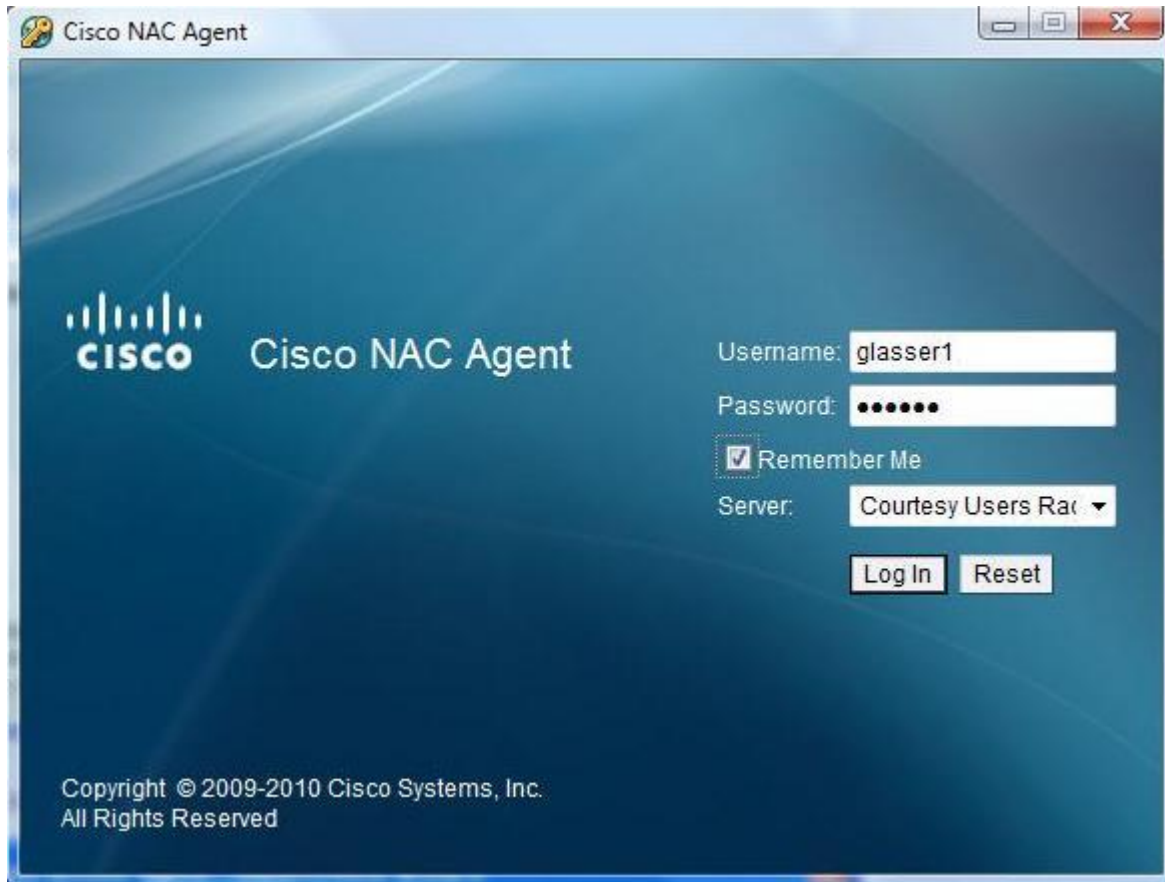 Cisco NAC Agent
CISCO
Cisco NAC Agent
Username: glasser1
Password: ••••••
Remember Me
Server: Courtesy Users Rac
Log In Reset
Copyright © 2009-2010 Cisco Systems, Inc.
All Rights Reserved